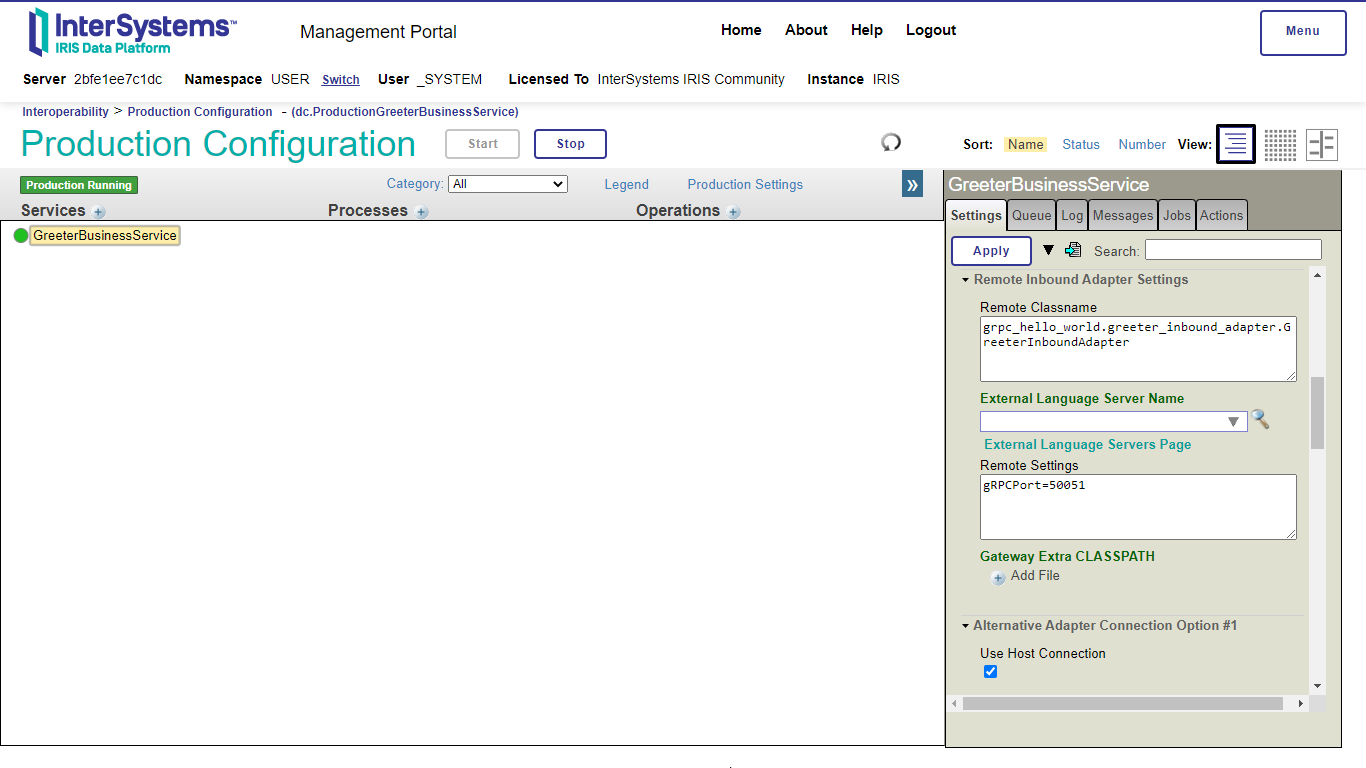 InterSystems™
IRIS Data Platform
Management Portal
Home About Help Logout
Menu
Server 2bfe1ee7c1dc Namespace USER Switch User _SYSTEM Licensed To InterSystems IRIS Community Instance IRIS
Interoperability > Production Configuration - (dc.ProductionGreeterBusinessService)
Production Configuration Start Stop
Sort: Name Status Number View:
Production Running Category: All Legend Production Settings »
Services + Processes + Operations +
GreeterBusinessService
GreeterBusinessService
Settings Queue Log Messages Jobs Actions
Apply Search:
Remote Inbound Adapter Settings
Remote Classname
grpc_hello_world.greeter_inbound_adapter.G
reeterInboundAdapter
External Language Server Name
External Language Servers Page
Remote Settings
gRPCPort=50051
Gateway Extra CLASSPATH
+ Add File
Alternative Adapter Connection Option #1
Use Host Connection